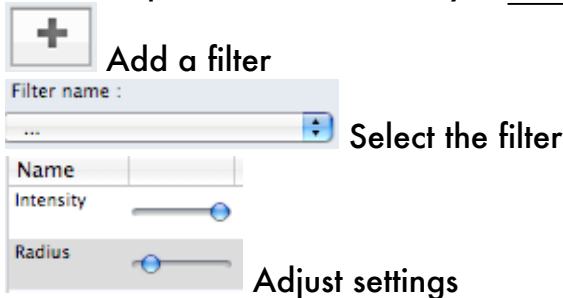 Add a filter
Filter name :
...
Select the filter
Name
Intensity
Radius
Adjust settings